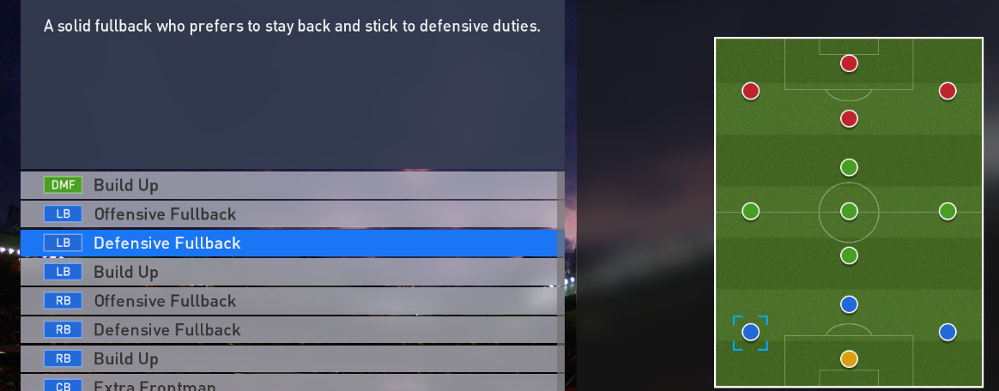 A solid fullback who prefers to stay back and stick to defensive duties.
DMF Build Up
LB Offensive Fullback
LB Defensive Fullback
LB Build Up
RB Offensive Fullback
RB Defensive Fullback
RB Build Up
CB Extra Frontman